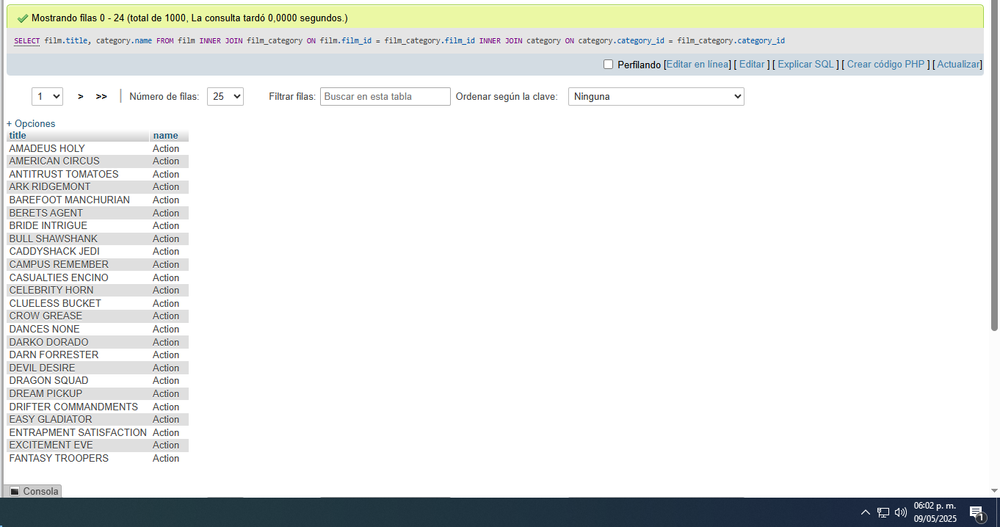 Mostrando filas 0 - 24 (total de 1000, La consulta tardó 0,0000 segundos.)
SELECT film.title, category.name FROM film INNER JOIN film_category ON film.film_id = film_category.film_id INNER JOIN category ON category.category_id = film_category.category_id
Perfilando [Editar en línea] [ Editar ] [ Explicar SQL ] [ Crear código PHP ] [ Actualizar]
1 > >> | Número de filas: 25 Filtrar filas: Buscar en esta tabla Ordenar según la clave: Ninguna
+ Opciones
title name
AMADEUS HOLY Action
AMERICAN CIRCUS Action
ANTITRUST TOMATOES Action
ARK RIDGEMONT Action
BAREFOOT MANCHURIAN Action
BERETS AGENT Action
BRIDE INTRIGUE Action
BULL SHAWSHANK Action
CADDYSHACK JEDI Action
CAMPUS REMEMBER Action
CASUALTIES ENCINO Action
CELEBRITY HORN Action
CLUELESS BUCKET Action
CROW GREASE Action
DANCES NONE Action
DARKO DORADO Action
DARN FORRESTER Action
DEVIL DESIRE Action
DRAGON SQUAD Action
DREAM PICKUP Action
DRIFTER COMMANDMENTS Action
EASY GLADIATOR Action
ENTRAPMENT SATISFACTION Action
EXCITEMENT EVE Action
FANTASY TROOPERS Action
Consola
06:02 p. m.
09/05/2025
1